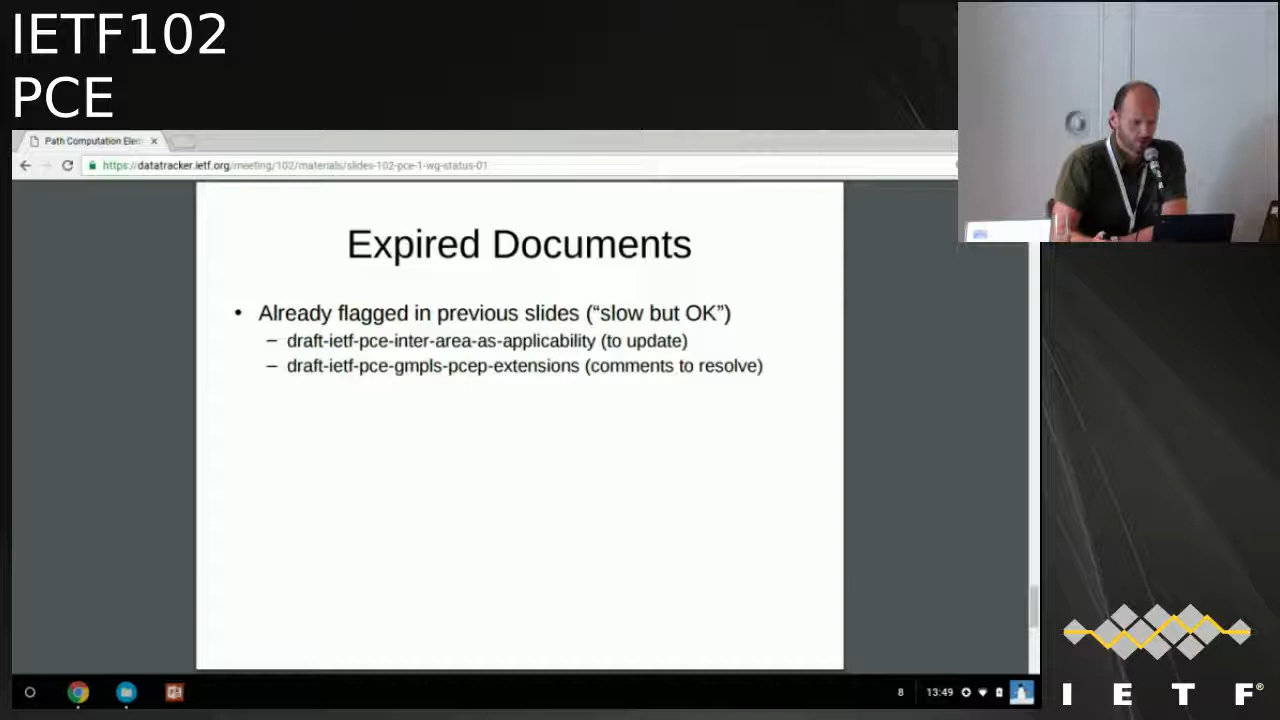 IETF102
PCE
Path Computation Elem
https://datatracker.ietf.org/meeting/102/materials/slides-102-pce-1-wg-status-01
Expired Documents
• Already flagged in previous slides (“slow but OK”)
– draft-ietf-pce-inter-area-as-applicability (to update)
– draft-ietf-pce-gmpls-pcep-extensions (comments to resolve)
8 13:49
I E T F®